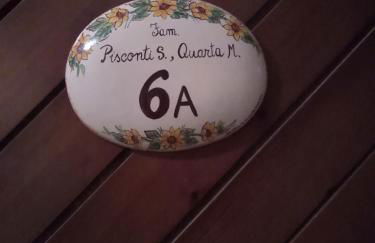 Fam.
Pisconti S., Quarta M.
6A